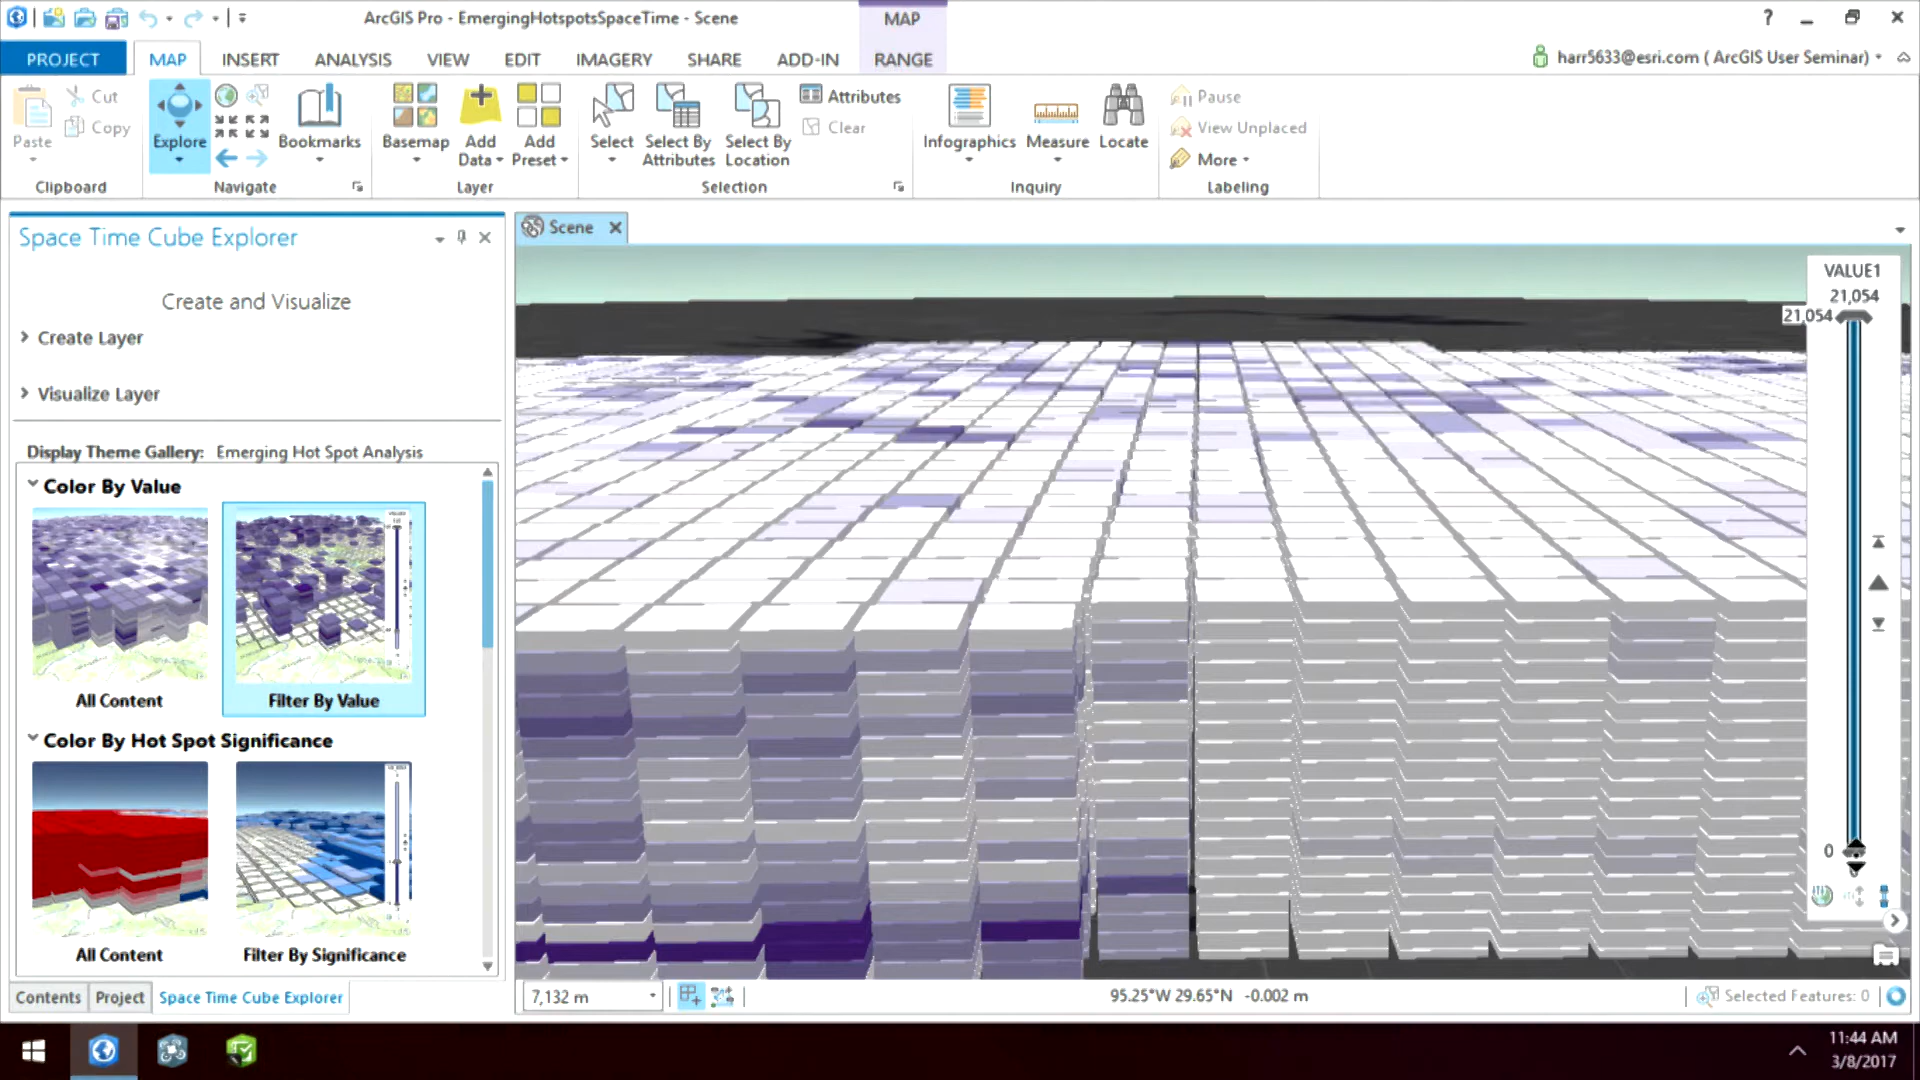 ArcGIS Pro - EmergingHotspotsSpaceTime - Scene
MAP
?
PROJECT
MAP
INSERT
ANALYSIS
VIEW
EDIT
IMAGERY
SHARE
ADD-IN
RANGE
harr5633@esri.com ( ArcGIS User Seminar)
Paste
Cut
Copy
Clipboard
Explore
Bookmarks
Navigate
Basemap
Add Data
Add Preset
Layer
Select
Select By Attributes
Select By Location
Attributes
Clear
Selection
Infographics
Measure
Locate
Inquiry
Pause
View Unplaced
More
Labeling
Space Time Cube Explorer
Create and Visualize
Create Layer
Visualize Layer
Display Theme Gallery: Emerging Hot Spot Analysis
Color By Value
All Content
Filter By Value
Color By Hot Spot Significance
All Content
Filter By Significance
Contents
Project
Space Time Cube Explorer
Scene
VALUE1
21,054
21,054
0
7,132 m
95.25°W 29.65°N -0.002 m
Selected Features: 0
11:44 AM
3/8/2017